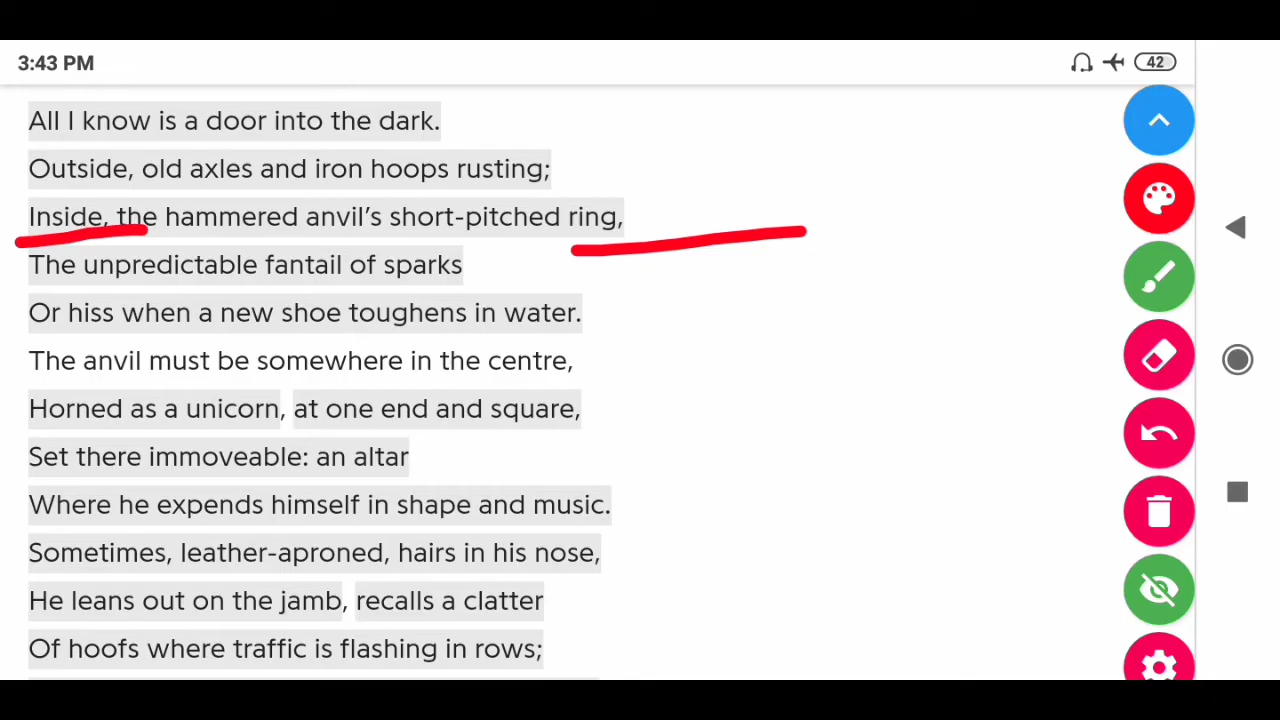 3:43 PM
42
All I know is a door into the dark.
Outside, old axles and iron hoops rusting;
Inside, the hammered anvil’s short-pitched ring,
The unpredictable fantail of sparks
Or hiss when a new shoe toughens in water.
The anvil must be somewhere in the centre,
Horned as a unicorn, at one end and square,
Set there immoveable: an altar
Where he expends himself in shape and music.
Sometimes, leather-aproned, hairs in his nose,
He leans out on the jamb, recalls a clatter
Of hoofs where traffic is flashing in rows;